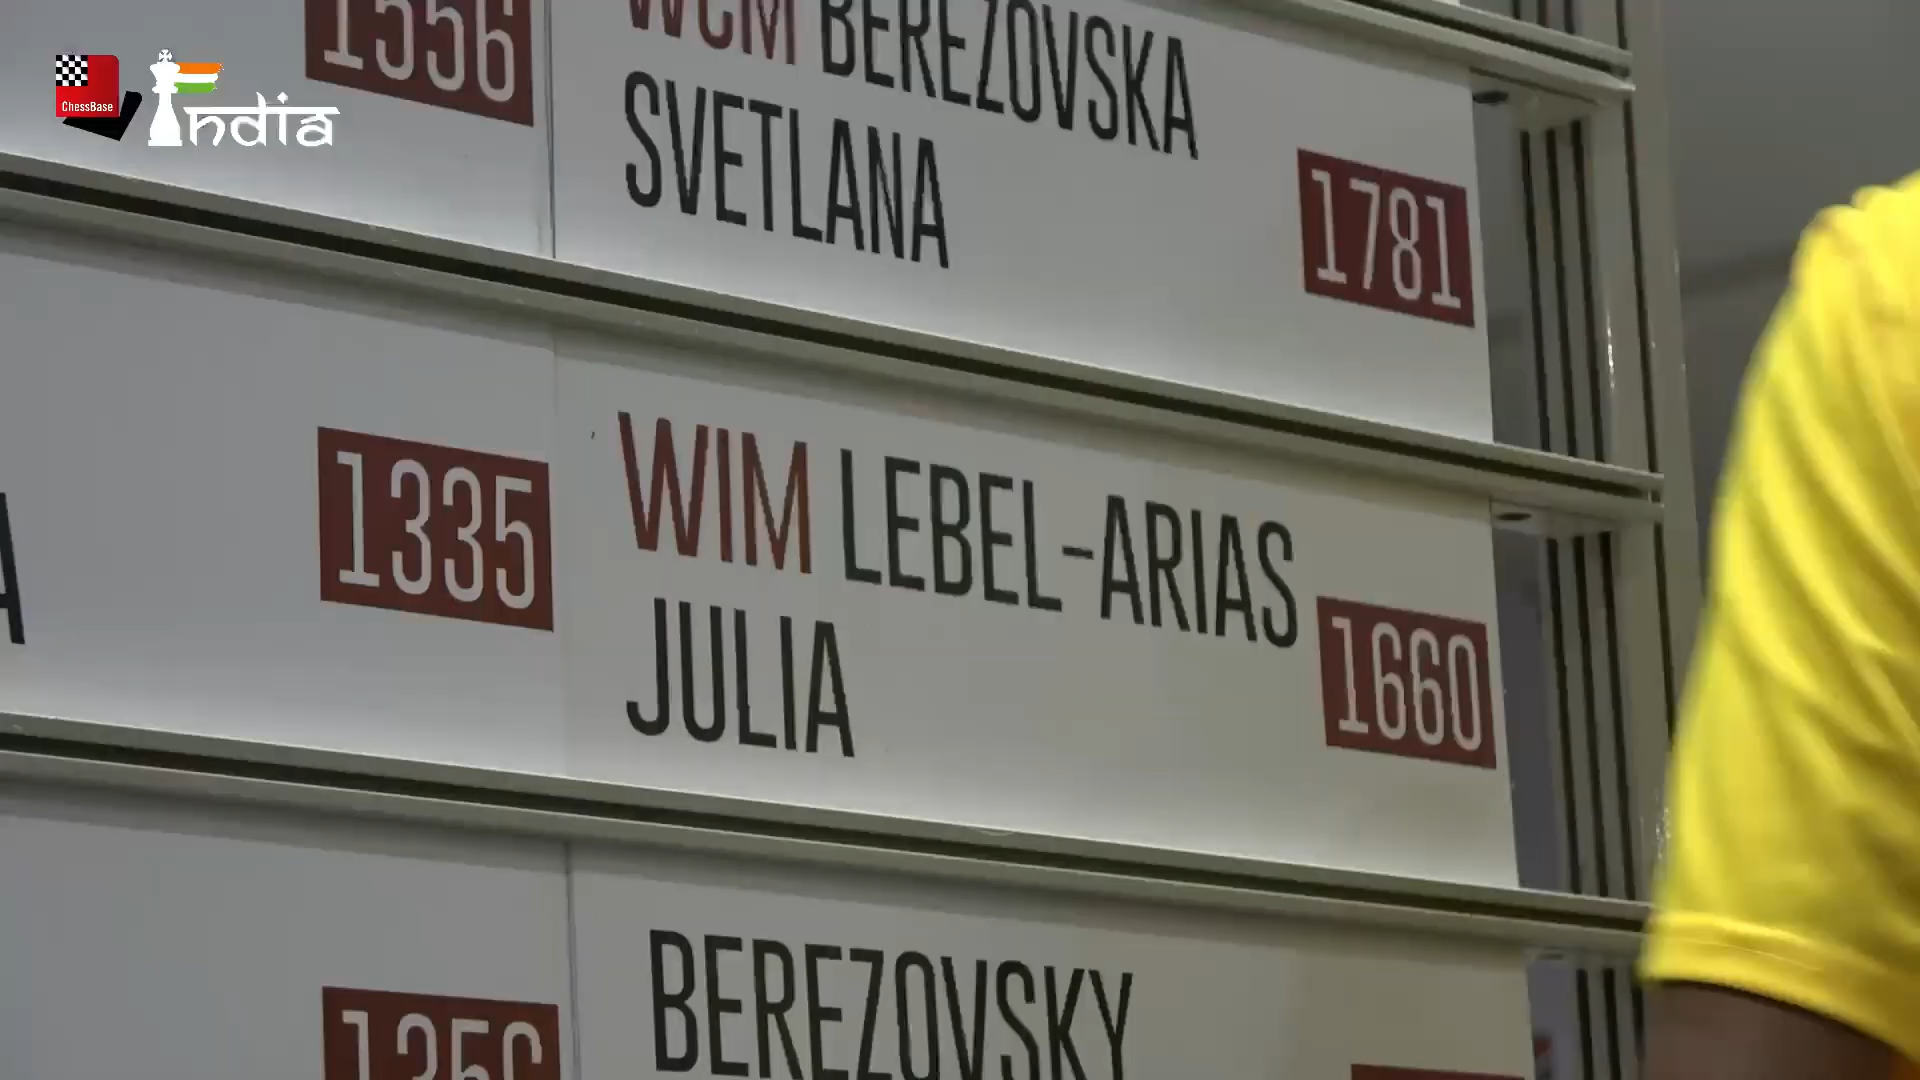 ChessBase
India
1556
WCM BEREZOVSKA
SVETLANA
1781
1335
WIM LEBEL-ARIAS
JULIA
1660
BEREZOVSKY